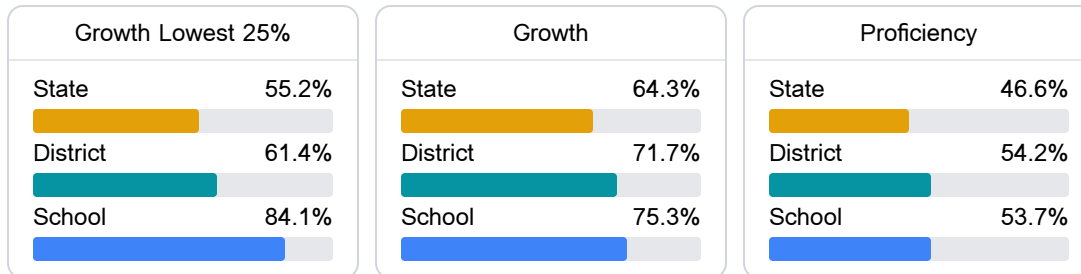 Growth Lowest 25%
State 55.2%
District 61.4%
School 84.1%
Growth
State 64.3%
District 71.7%
School 75.3%
Proficiency
State 46.6%
District 54.2%
School 53.7%